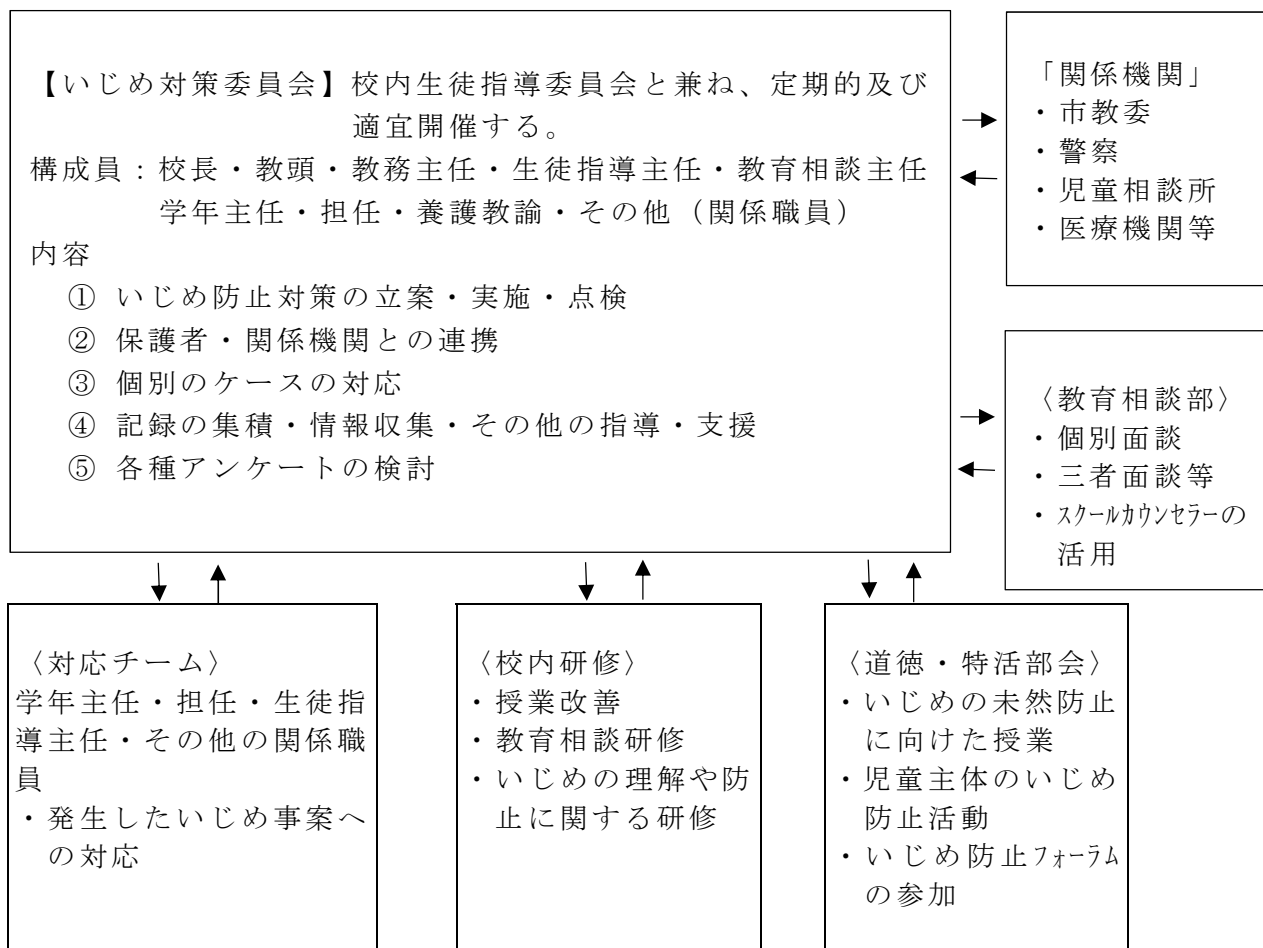 【いじめ対策委員会】校内生徒指導委員会と兼ね、定期的及び
適宜開催する。
構成員：校長・教頭・教務主任・生徒指導主任・教育相談主任
学年主任・担任・養護教諭・その他（関係職員）
内容
① いじめ防止対策の立案・実施・点検
② 保護者・関係機関との連携
③ 個別のケースの対応
④ 記録の集積・情報収集・その他の指導・支援
⑤ 各種アンケートの検討
「関係機関」
・市教委
・警察
・児童相談所
・医療機関等
〈教育相談部〉
・個別面談
・三者面談等
・ｽｸｰﾙｶｳﾝｾﾗｰの
活用
〈対応チーム〉
学年主任・担任・生徒指
導主任・その他の関係職
員
・発生したいじめ事案へ
の対応
〈校内研修〉
・授業改善
・教育相談研修
・いじめの理解や防
止に関する研修
〈道徳・特活部会〉
・いじめの未然防止
に向けた授業
・児童主体のいじめ
防止活動
・いじめ防止ﾌｫｰﾗﾑ
の参加